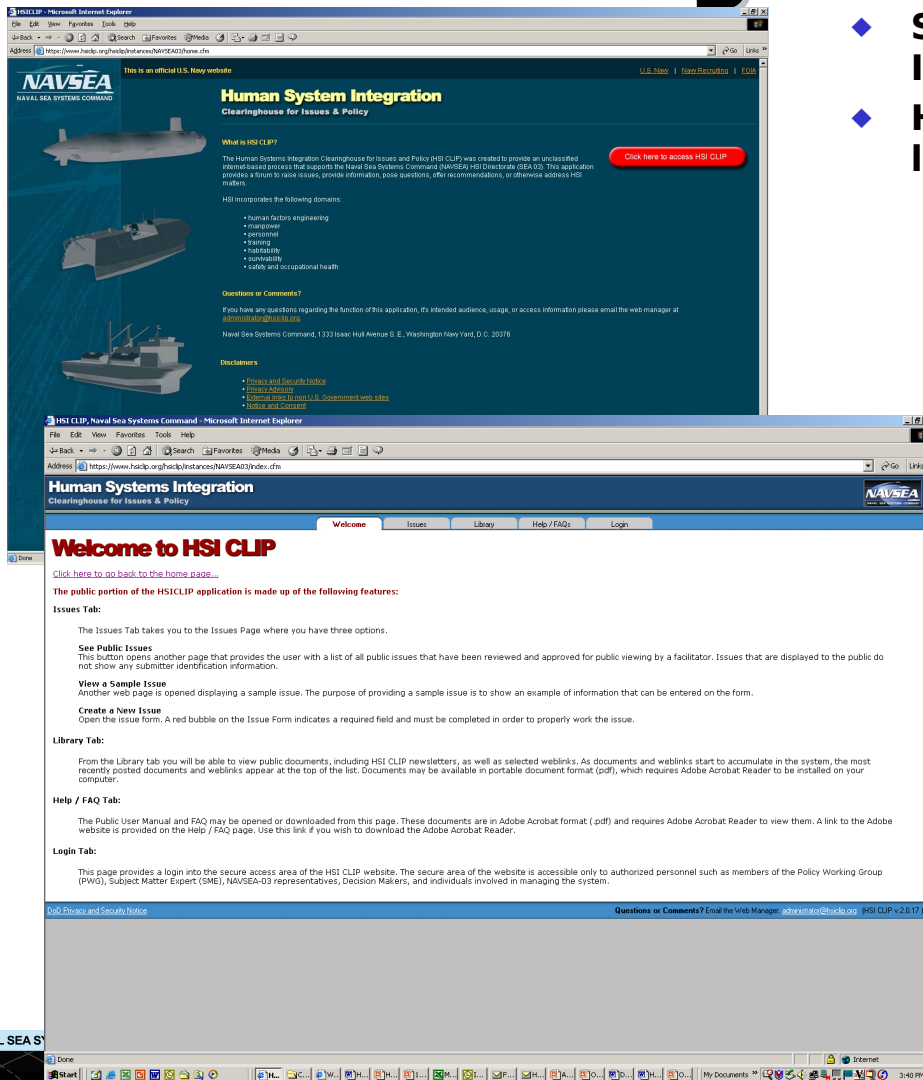 HSICLIP - Microsoft Internet Explorer
File Edit View Favorites Tools Help
Back Search Favorites Media
Address https://www.hsiclip.org/hsiclip/instances/NAVSEA03/home.cfm Go Links »
NAVSEA
NAVAL SEA SYSTEMS COMMAND
This is an official U.S. Navy website
U.S. Navy | Navy Recruiting | FOIA
Human System Integration
Clearinghouse for Issues & Policy
What is HSI CLIP?
The Human Systems Integration Clearinghouse for Issues and Policy (HSI CLIP) was created to provide an unclassified
internet-based process that supports the Naval Sea Systems Command (NAVSEA) HSI Directorate (SEA 03). This application
provides a forum to raise issues, provide information, pose questions, offer recommendations, or otherwise address HSI
matters.
Click here to access HSI CLIP
HSI incorporates the following domains:
• human factors engineering
• manpower
• personnel
• training
• habitability
• survivability
• safety and occupational health
Questions or Comments?
If you have any questions regarding the function of this application, it's intended audience, usage, or access information please email the web manager at
administrator@hsiclip.org.
Naval Sea Systems Command, 1333 Isaac Hull Avenue S. E., Washington Navy Yard, D.C. 20376
Disclaimers
• Privacy and Security Notice
• Privacy Advisory
• External links to non U.S. Government web sites
• Notice and Consent
Done
HSI CLIP, Naval Sea Systems Command - Microsoft Internet Explorer
File Edit View Favorites Tools Help
Back Search Favorites Media
Address https://www.hsiclip.org/hsiclip/instances/NAVSEA03/index.cfm Go Links
Human Systems Integration
Clearinghouse for Issues & Policy
NAVSEA
Welcome Issues Library Help / FAQs Login
Welcome to HSI CLIP
Click here to go back to the home page...
The public portion of the HSICLIP application is made up of the following features:
Issues Tab:
The Issues Tab takes you to the Issues Page where you have three options.
See Public Issues
This button opens another page that provides the user with a list of all public issues that have been reviewed and approved for public viewing by a facilitator. Issues that are displayed to the public do
not show any submitter identification information.
View a Sample Issue
Another web page is opened displaying a sample issue. The purpose of providing a sample issue is to show an example of information that can be entered on the form.
Create a New Issue
Open the issue form. A red bubble on the Issue Form indicates a required field and must be completed in order to properly work the issue.
Library Tab:
From the Library tab you will be able to view public documents, including HSI CLIP newsletters, as well as selected weblinks. As documents and weblinks start to accumulate in the system, the most
recently posted documents and weblinks appear at the top of the list. Documents may be available in portable document format (pdf), which requires Adobe Acrobat Reader to be installed on your
computer.
Help / FAQ Tab:
The Public User Manual and FAQ may be opened or downloaded from this page. These documents are in Adobe Acrobat format (.pdf) and requires Adobe Acrobat Reader to view them. A link to the Adobe
website is provided on the Help / FAQ page. Use this link if you wish to download the Adobe Acrobat Reader.
Login Tab:
This page provides a login into the secure access area of the HSI CLIP website. The secure area of the website is accessible only to authorized personnel such as members of the Policy Working Group
(PWG), Subject Matter Expert (SME), NAVSEA-03 representatives, Decision Makers, and individuals involved in managing the system.
DoD Privacy and Security Notice
Questions or Comments? Email the Web Manager: administrator@hsiclip.org (HSI CLIP v.2.0.17
L SEA S
Done Internet
Start H... C... W... H... H... 1... M... I... F... H... A... O... D... H... O... My Documents » 3:40 PM